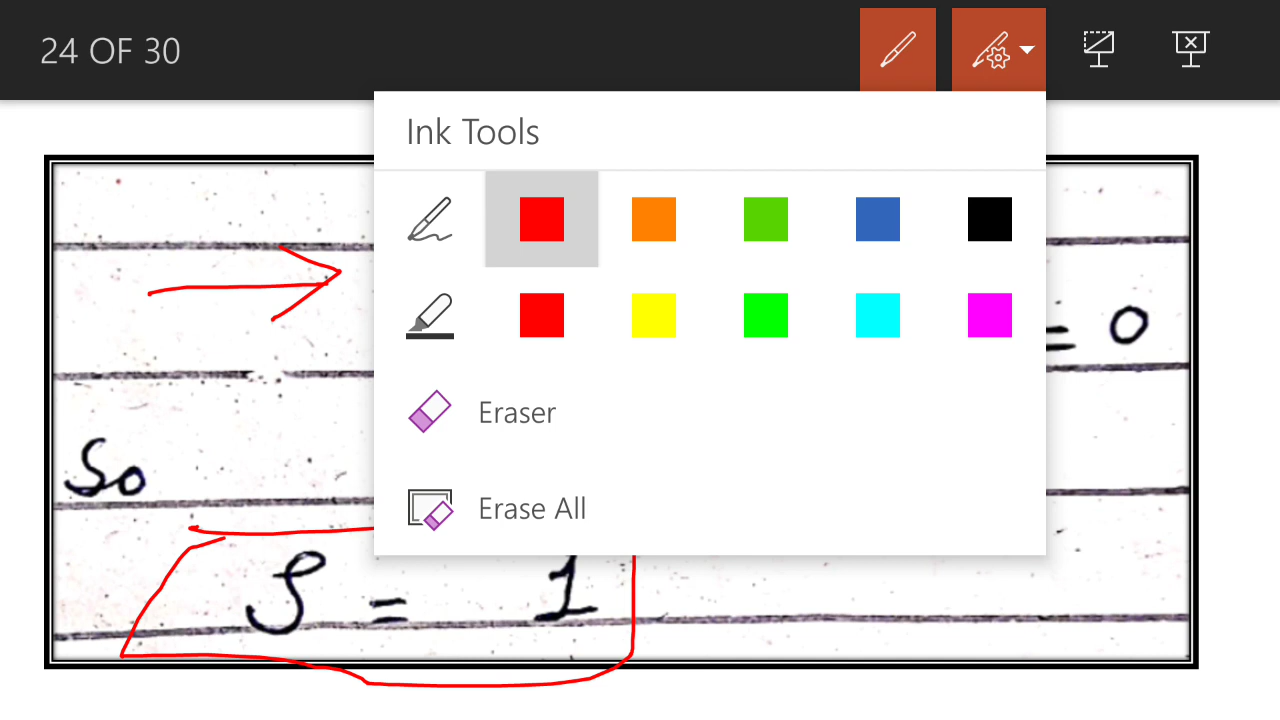 24 OF 30
Ink Tools
= 0
Eraser
So
Erase All
S = 1